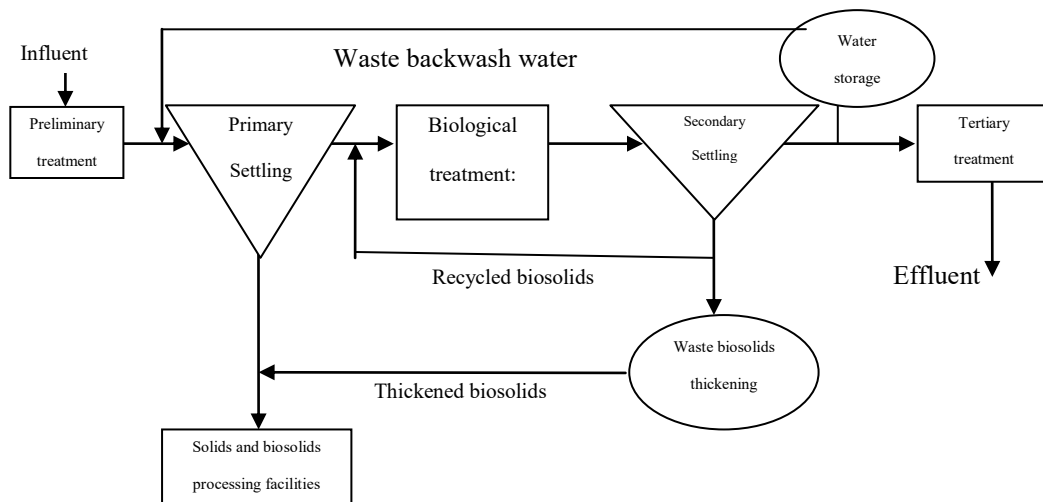 Influent
Waste backwash water
Water
storage
Preliminary
treatment
Primary
Settling
Biological
treatment:
Secondary
Settling
Tertiary
treatment
Recycled biosolids
Effluent
Waste biosolids
thickening
Thickened biosolids
Solids and biosolids
processing facilities